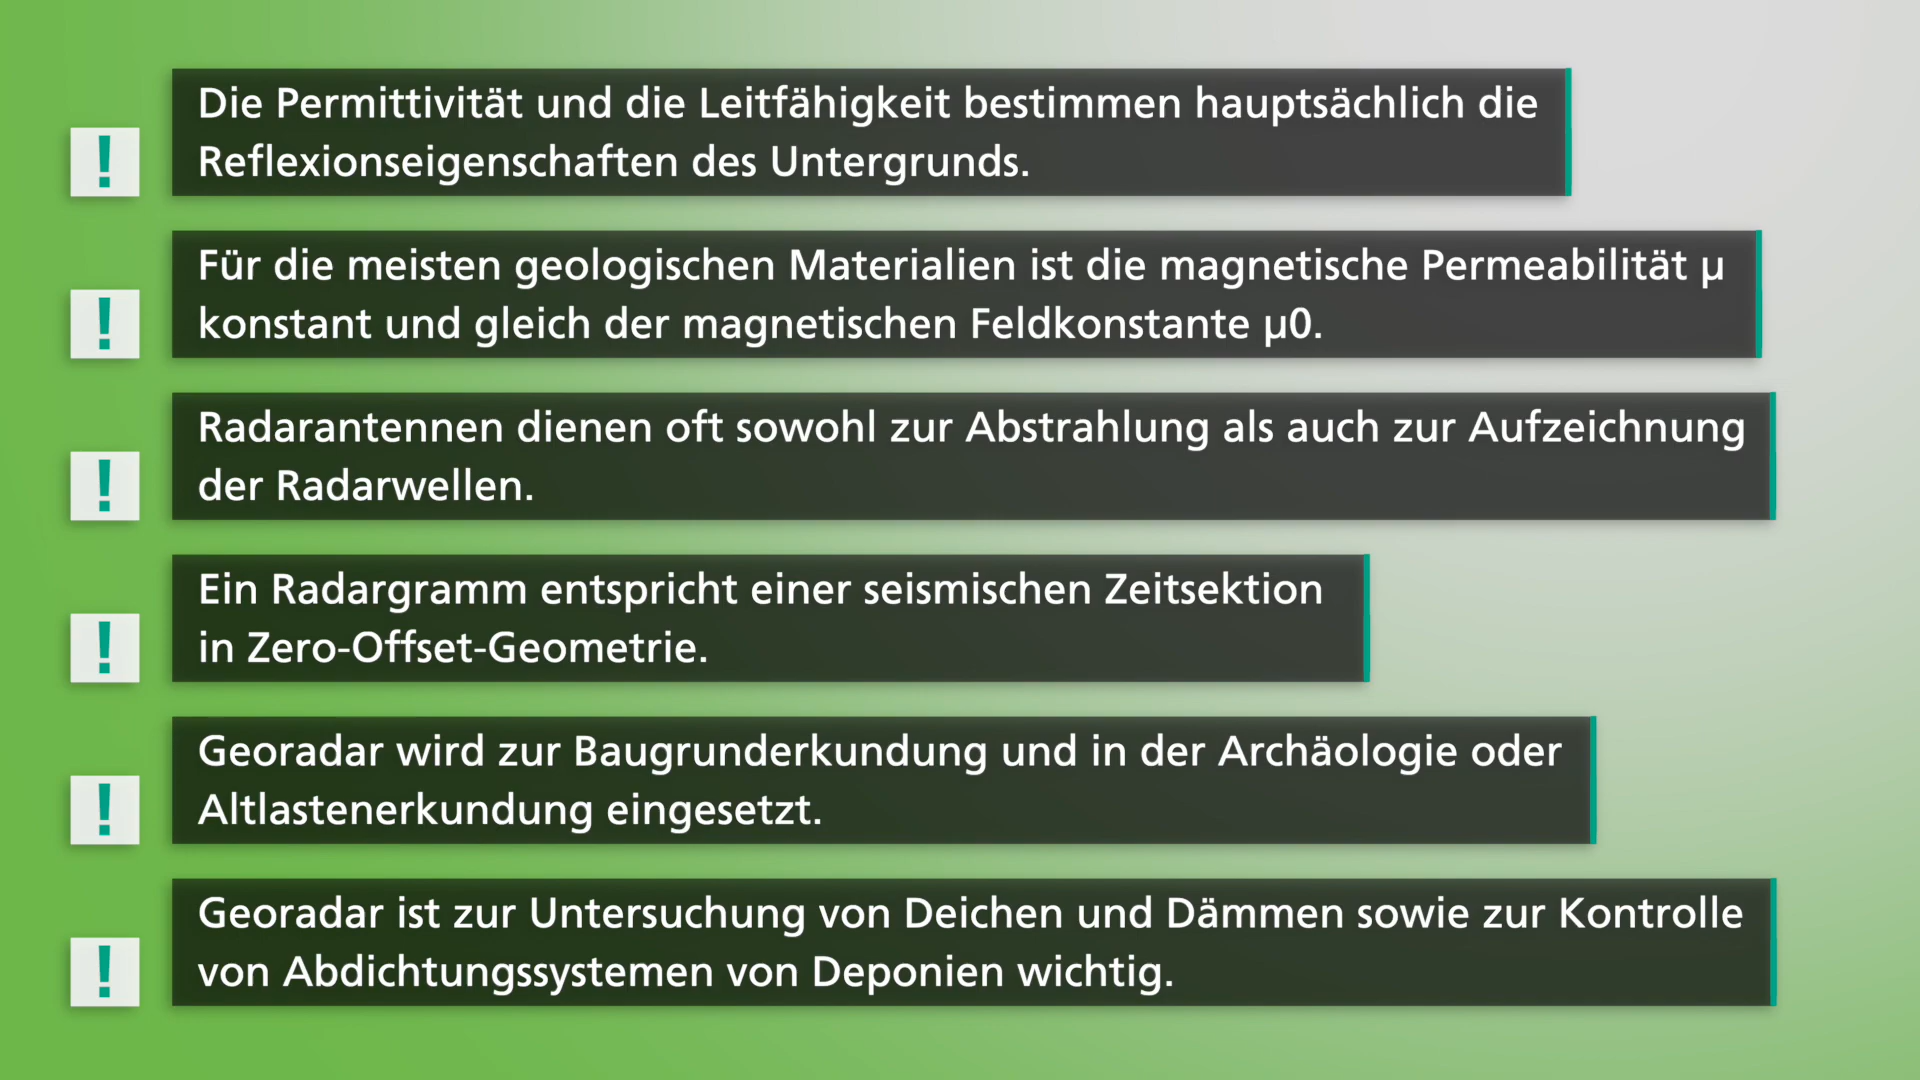 Die Permittivität und die Leitfähigkeit bestimmen hauptsächlich die
! Reflexionseigenschaften des Untergrunds.
Für die meisten geologischen Materialien ist die magnetische Permeabilität µ
! konstant und gleich der magnetischen Feldkonstante µ0.
Radarantennen dienen oft sowohl zur Abstrahlung als auch zur Aufzeichnung
! der Radarwellen.
Ein Radargramm entspricht einer seismischen Zeitsektion
! in Zero-Offset-Geometrie.
Georadar wird zur Baugrunderkundung und in der Archäologie oder
! Altlastenerkundung eingesetzt.
Georadar ist zur Untersuchung von Deichen und Dämmen sowie zur Kontrolle
! von Abdichtungssystemen von Deponien wichtig.